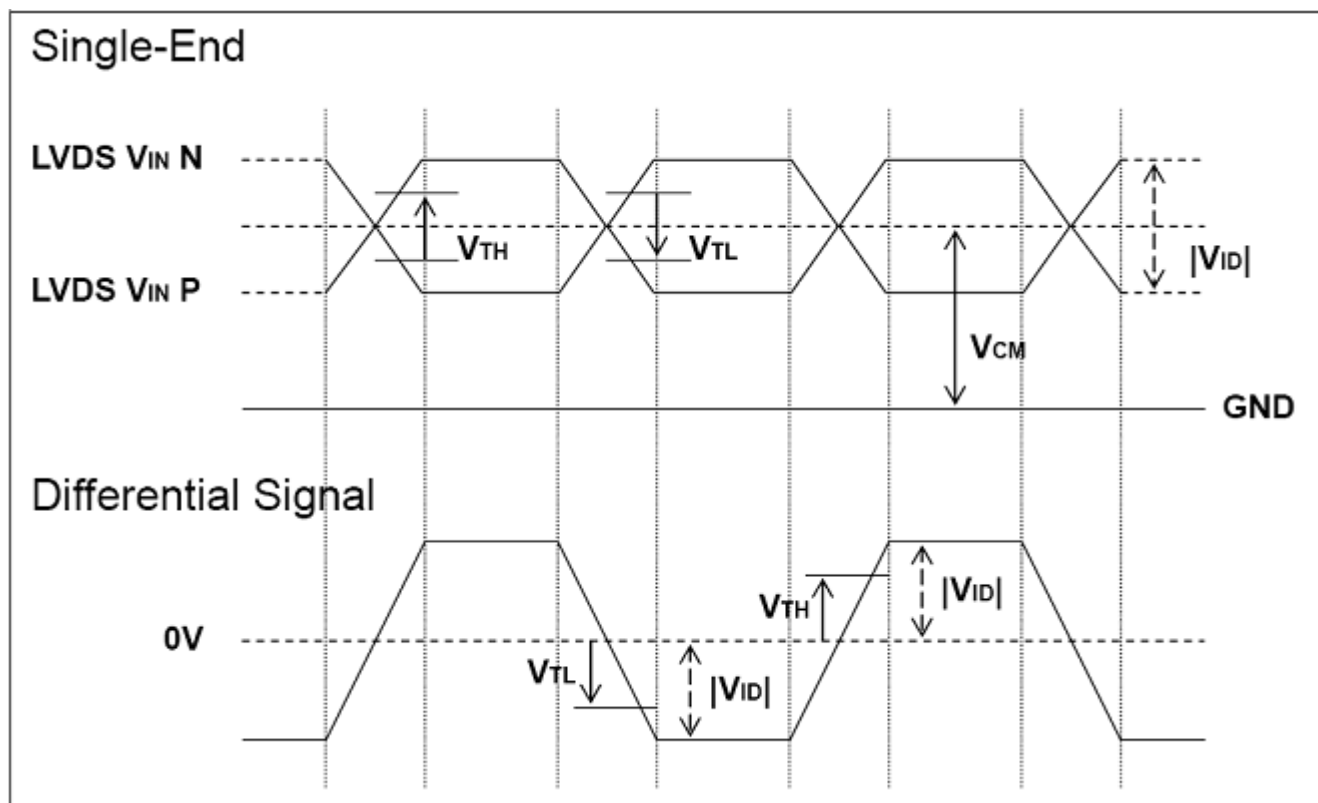 Single-End
LVDS VIN N
VTH
VTL
|VID|
LVDS VIN P
VCM
GND
Differential Signal
VTH
|VID|
0V
VTL
|VID|